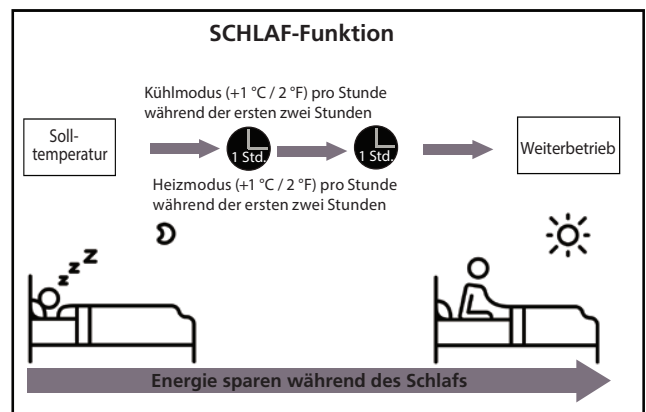 SCHLAF-Funktion
Kühlmodus (+1 °C / 2 °F) pro Stunde
während der ersten zwei Stunden
Soll-
temperatur
1 Std.
1 Std.
Weiterbetrieb
Heizmodus (+1 °C / 2 °F) pro Stunde
während der ersten zwei Stunden
z z Z
Energie sparen während des Schlafs